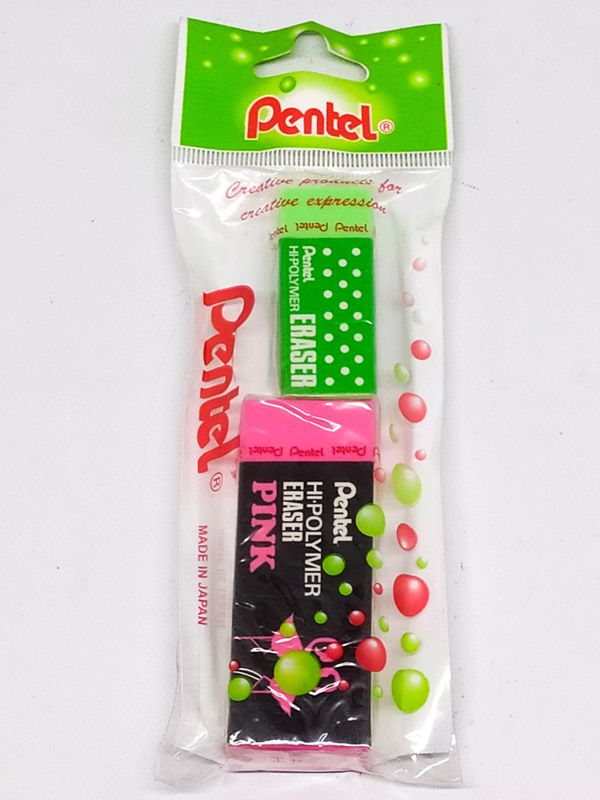 Pentel®
Creative products for
creative expression
Pentel Pentel Pentel
Pentel
HI-POLYMER
ERASER
Pentel®
MADE IN JAPAN
Pentel Pentel Pentel
Pentel
HI-POLYMER
ERASER
PINK